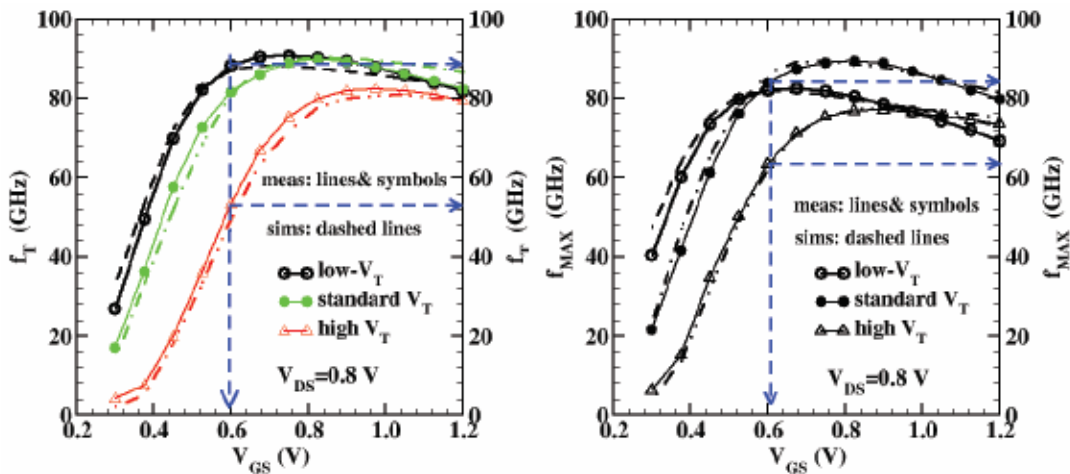 100
80
60
40
20
0
f_T (GHz)
100
80
60
40
20
0
f_T (GHz)
meas: lines& symbols
sims: dashed lines
low-V_T
standard V_T
high V_T
V_DS=0.8 V
0.2 0.4 0.6 0.8 1.0 1.2
V_GS (V)
100
80
60
40
20
0
f_MAX (GHz)
100
80
60
40
20
0
f_MAX (GHz)
meas: lines& symbols
sims: dashed lines
low-V_T
standard V_T
high V_T
V_DS=0.8 V
0.2 0.4 0.6 0.8 1.0 1.2
V_GS (V)